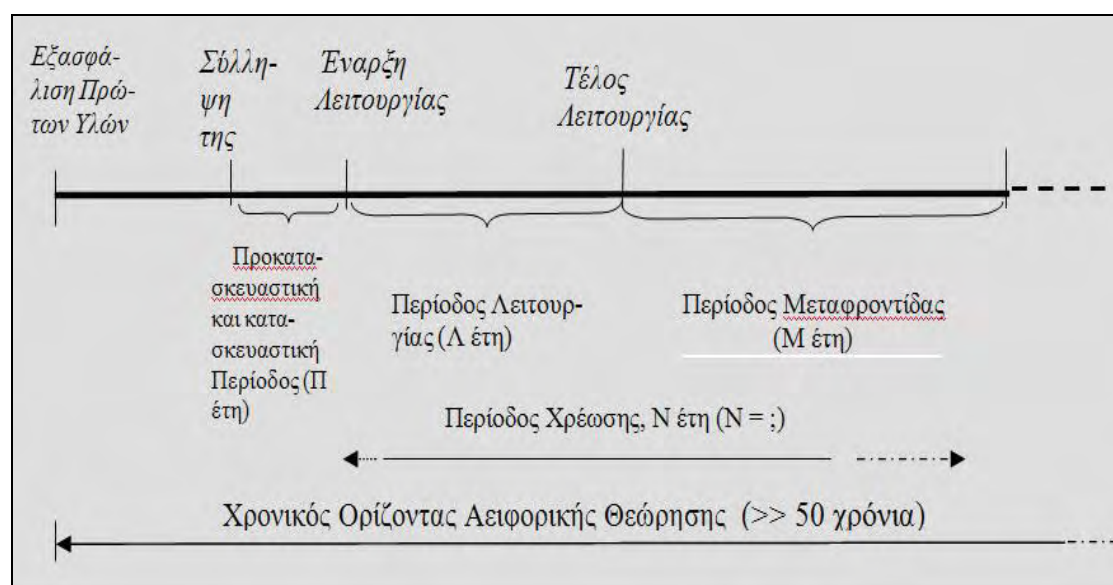 Εξασφά-
λιση Πρώ-
των Υλών
Σύλλη-
ψη
της
Έναρξη
Λειτουργίας
Τέλος
Λειτουργίας
Προκατα-
σκευαστική
και κατα-
σκευαστική
Περίοδος (Π
έτη)
Περίοδος Λειτουρ-
γίας (Λ έτη)
Περίοδος Μεταφροντίδας
(Μ έτη)
Περίοδος Χρέωσης, Ν έτη (Ν = ;)
Χρονικός Ορίζοντας Αειφορικής Θεώρησης (>> 50 χρόνια)